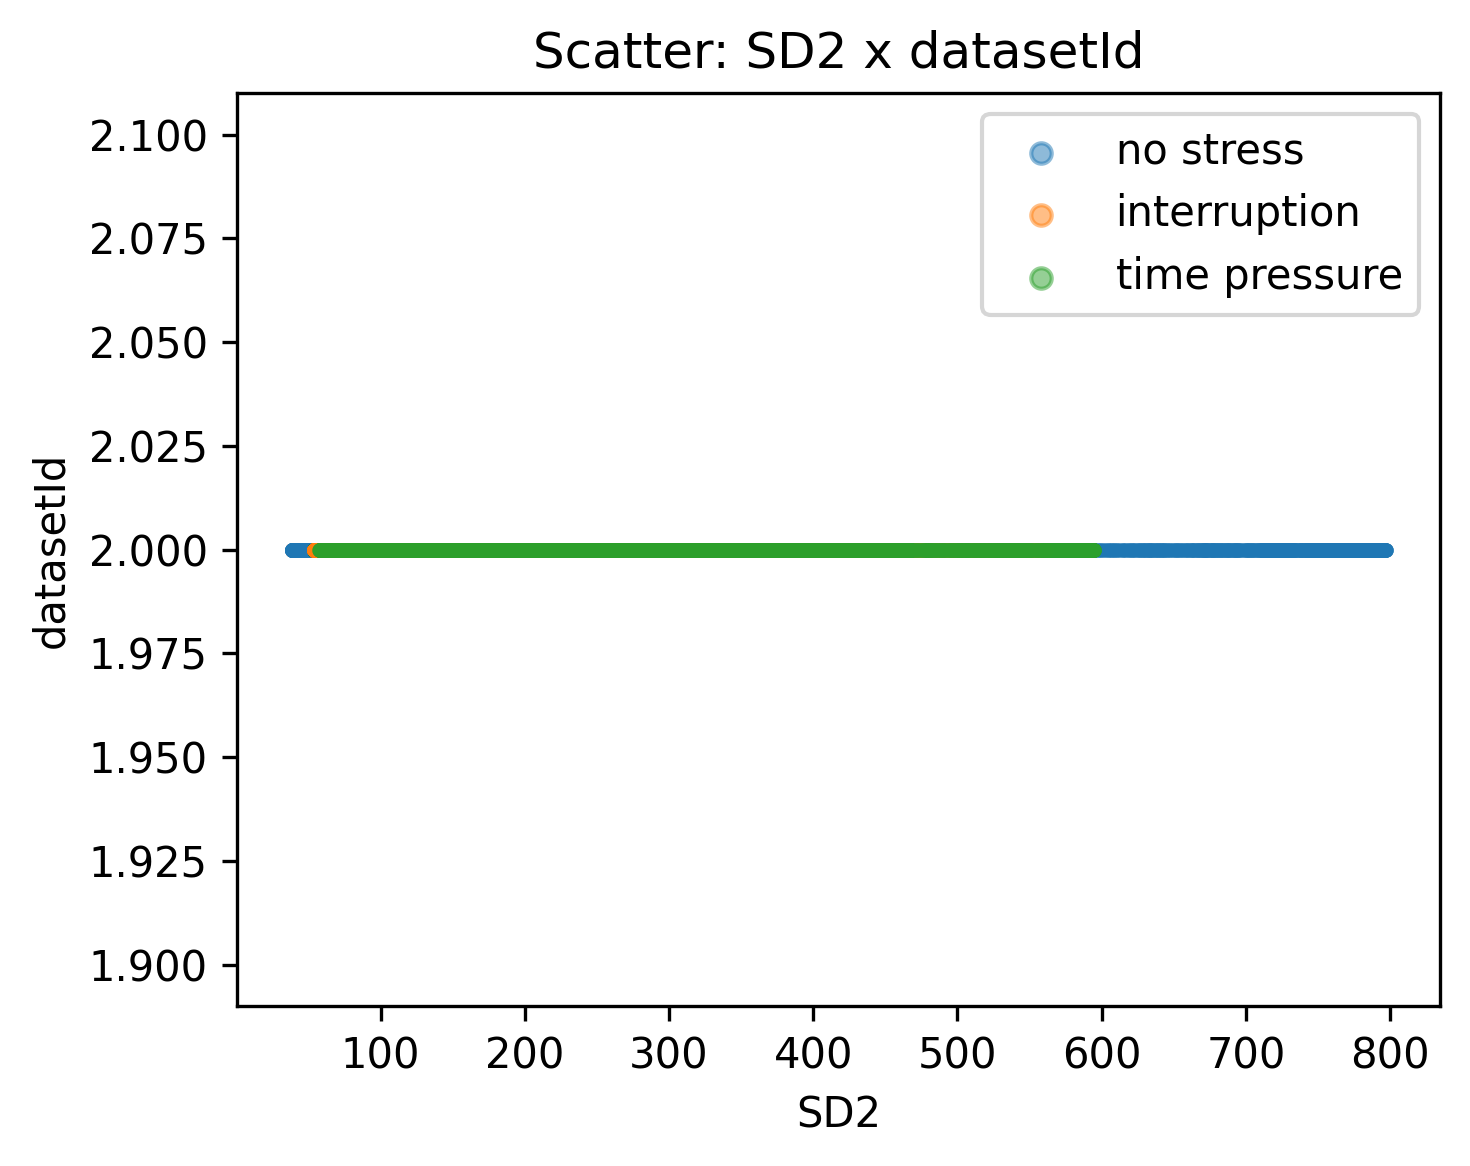 Scatter: SD2 x datasetId
no stress
interruption
time pressure
datasetId
2.100
2.075
2.050
2.025
2.000
1.975
1.950
1.925
1.900
100 200 300 400 500 600 700 800
SD2